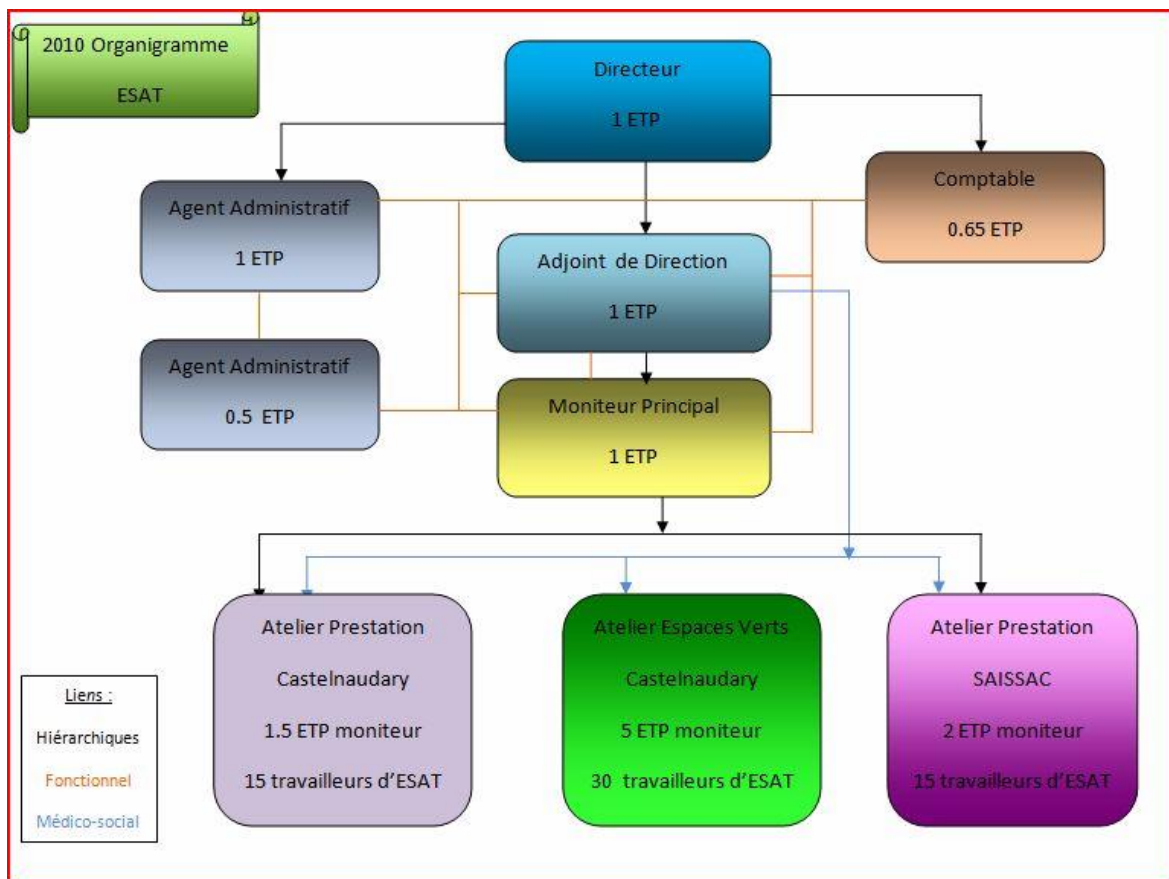 2010 Organigramme
ESAT
Directeur
1 ETP
Agent Administratif
1 ETP
Comptable
0.65 ETP
Adjoint de Direction
1 ETP
Agent Administratif
0.5 ETP
Moniteur Principal
1 ETP
Atelier Prestation
Castelnaudary
1.5 ETP moniteur
15 travailleurs d’ESAT
Atelier Espaces Verts
Castelnaudary
5 ETP moniteur
30 travailleurs d’ESAT
Atelier Prestation
SAISSAC
2 ETP moniteur
15 travailleurs d’ESAT
Liens :
Hiérarchiques
Fonctionnel
Médico-social